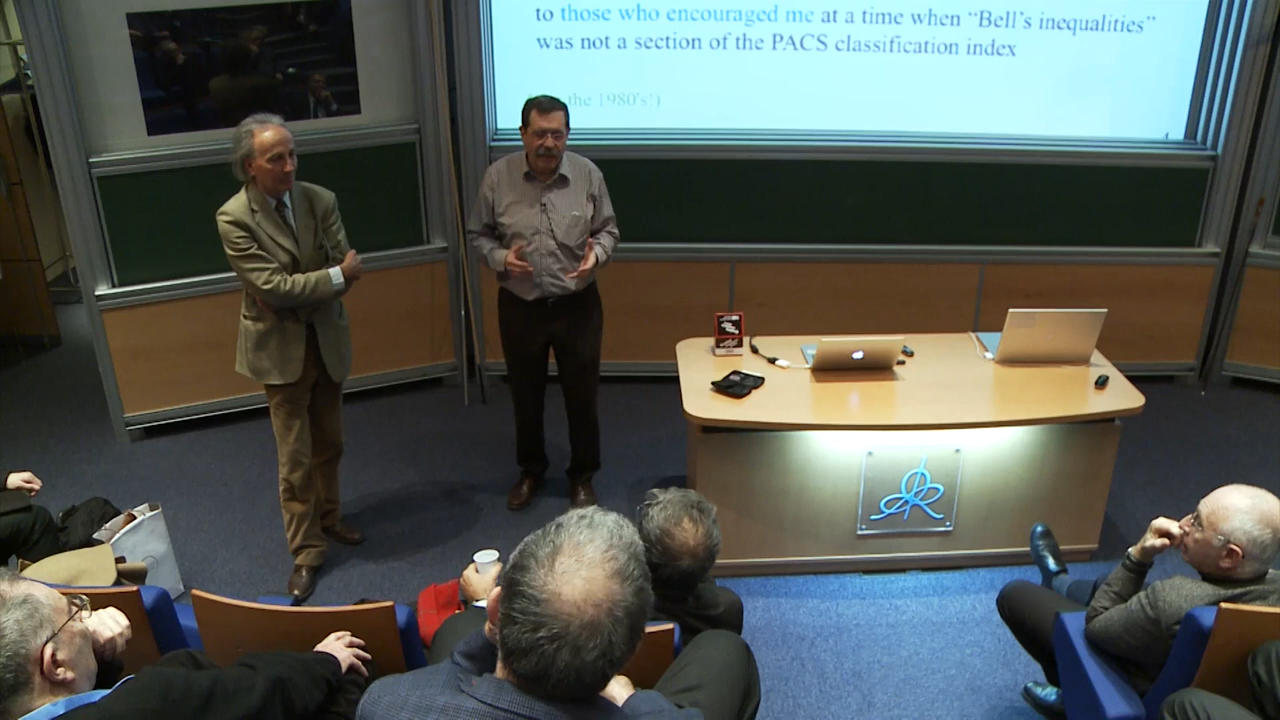 to those who encouraged me at a time when “Bell’s inequalities”
was not a section of the PACS classification index
the 1980’s!)